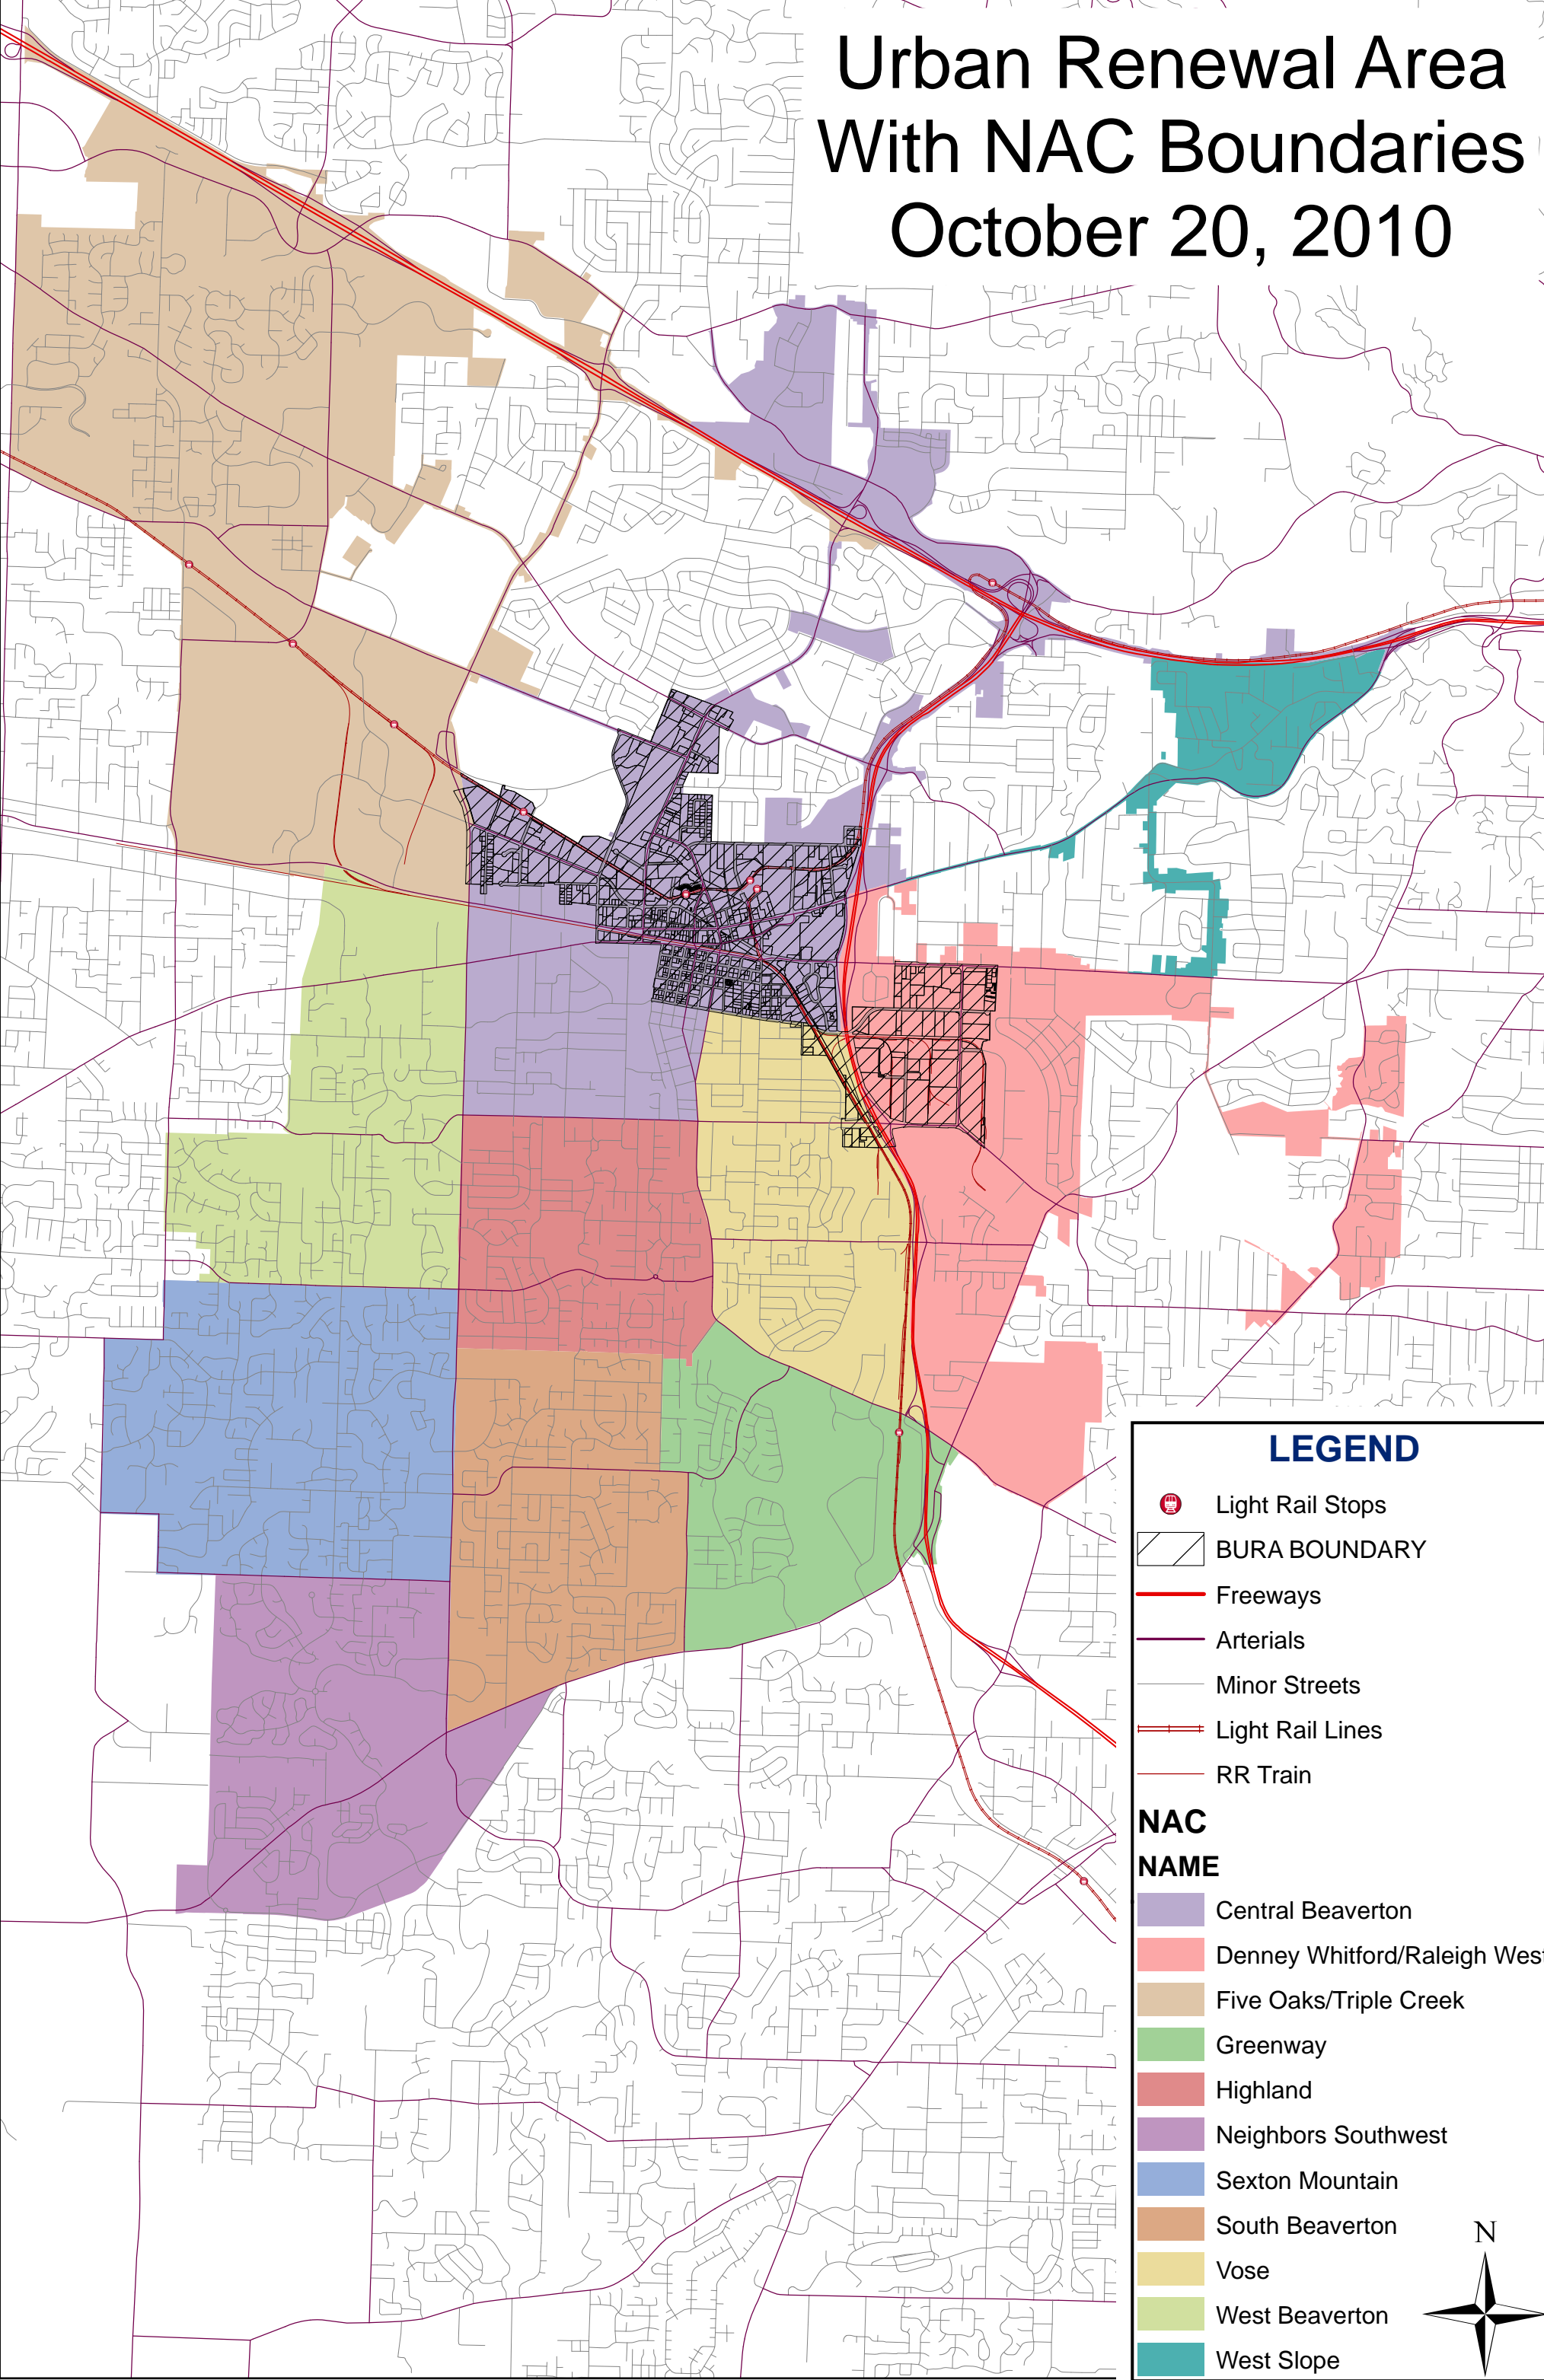 Urban Renewal Area
With NAC Boundaries
October 20, 2010
LEGEND
Light Rail Stops
BURA BOUNDARY
Freeways
Arterials
Minor Streets
Light Rail Lines
RR Train
NAC
NAME
Central Beaverton
Denney Whitford/Raleigh West
Five Oaks/Triple Creek
Greenway
Highland
Neighbors Southwest
Sexton Mountain
South Beaverton
N
Vose
West Beaverton
West Slope